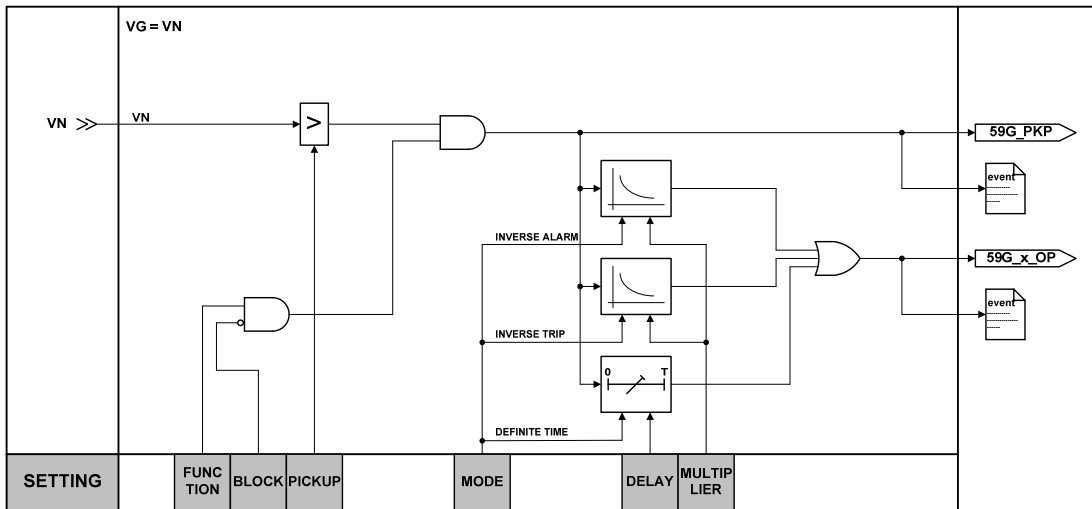 VG = VN
VN
VN
>
59G_PKP
event
INVERSE ALARM
59G_x_OP
event
INVERSE TRIP
0 T
DEFINITE TIME
SETTING
FUNC
TION
BLOCK
PICKUP
MODE
DELAY
MULTIP
LIER